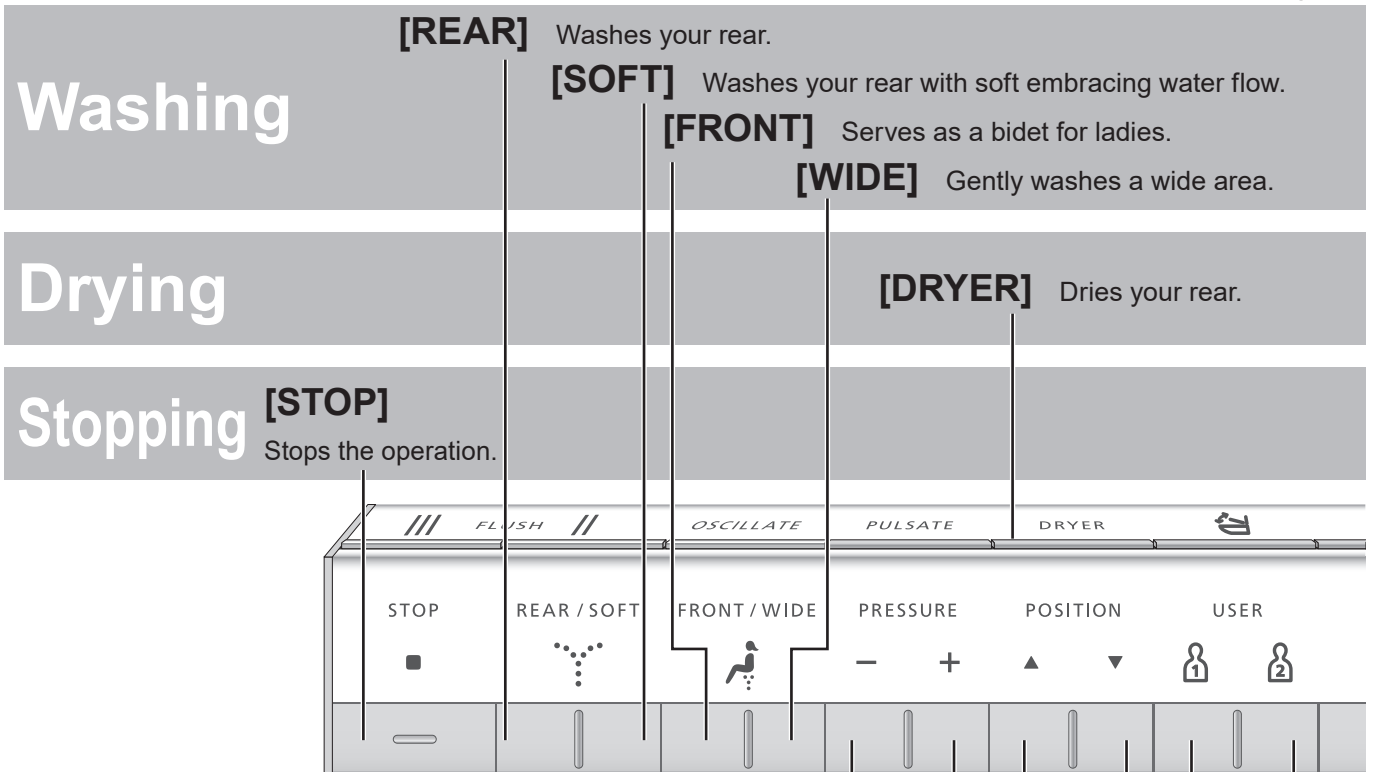 Washing
[REAR] Washes your rear.
[SOFT] Washes your rear with soft embracing water flow.
[FRONT] Serves as a bidet for ladies.
[WIDE] Gently washes a wide area.
Drying
[DRYER] Dries your rear.
Stopping
[STOP]
Stops the operation.
FLUSH OSCILLATE PULSATE DRYER
STOP REAR / SOFT FRONT / WIDE PRESSURE POSITION USER
− + ▲ ▼ 1 2